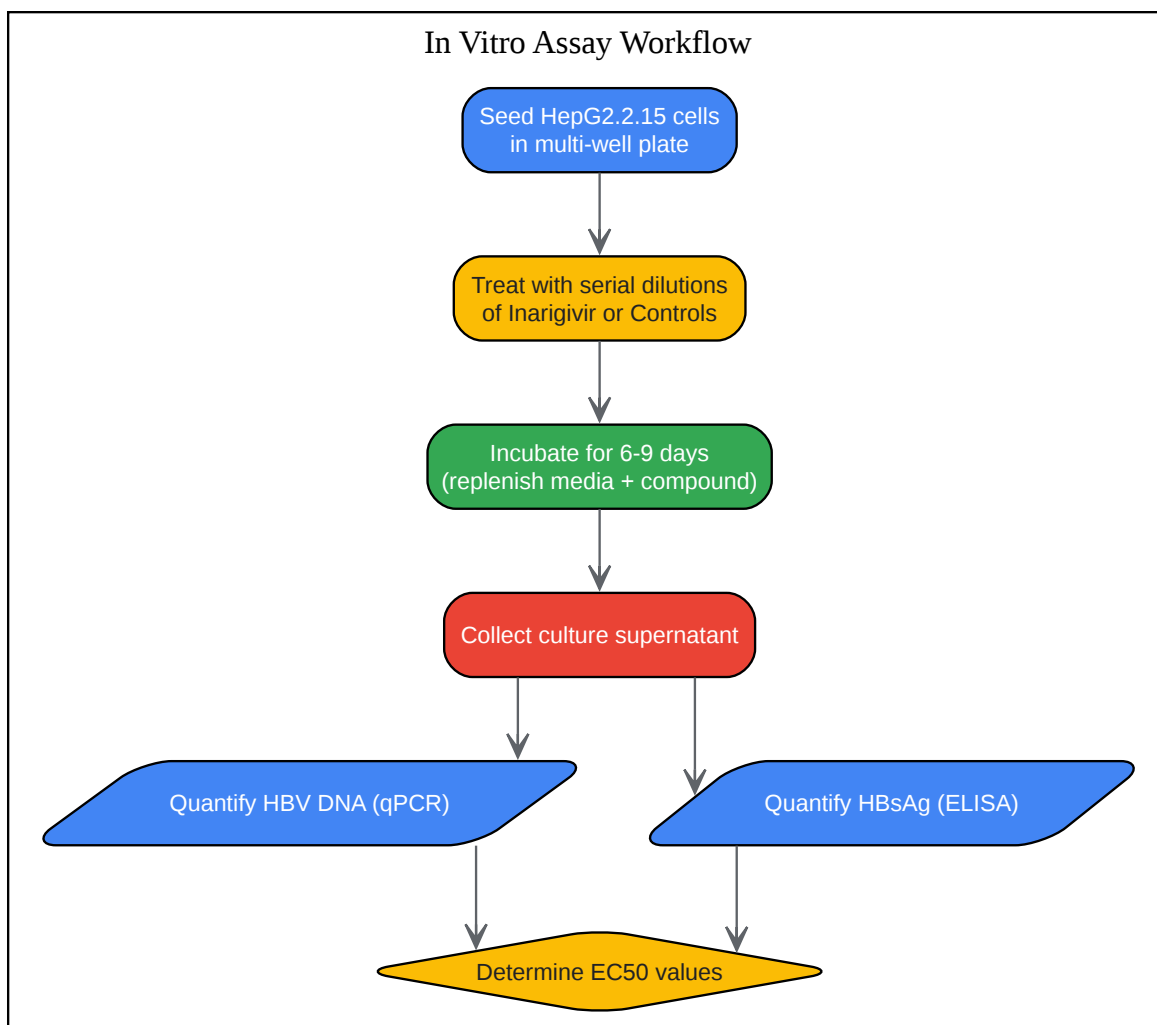 In Vitro Assay Workflow
Seed HepG2.2.15 cells
in multi-well plate
Treat with serial dilutions
of Inarigivir or Controls
Incubate for 6-9 days
(replenish media + compound)
Collect culture supernatant
Quantify HBV DNA (qPCR)
Quantify HBsAg (ELISA)
Determine EC50 values